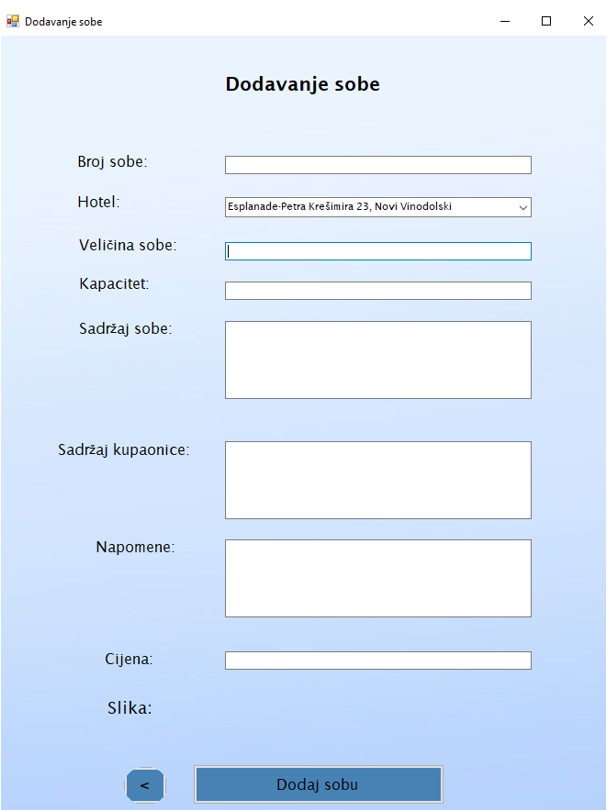 Dodavanje sobe
Dodavanje sobe
Broj sobe:
Hotel:
Esplanade-Petra Krešimira 23, Novi Vinodolski
Veličina sobe:
Kapacitet:
Sadržaj sobe:
Sadržaj kupaonice:
Napomene:
Cijena:
Slika:
<
Dodaj sobu